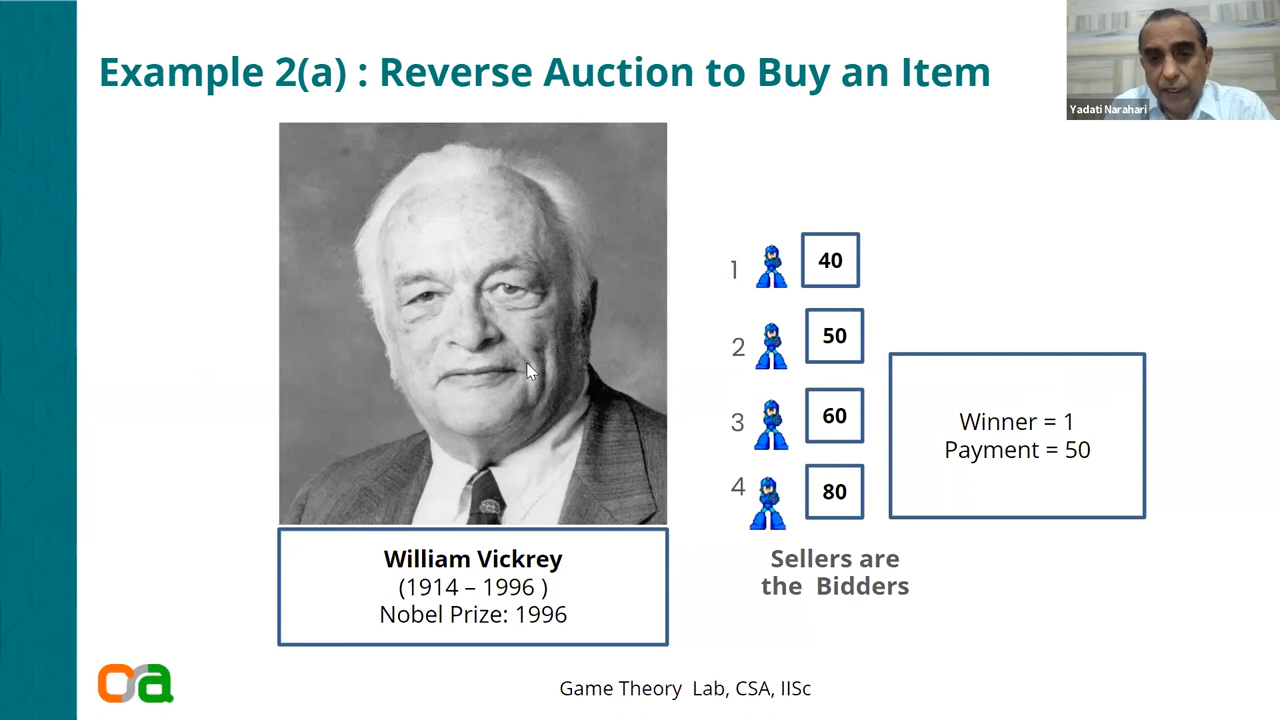 Example 2(a) : Reverse Auction to Buy an Item
Yadati Narahari
1
40
2
50
3
60
4
80
Winner = 1
Payment = 50
Sellers are
the Bidders
William Vickrey
(1914 – 1996 )
Nobel Prize: 1996
Game Theory Lab, CSA, IISc